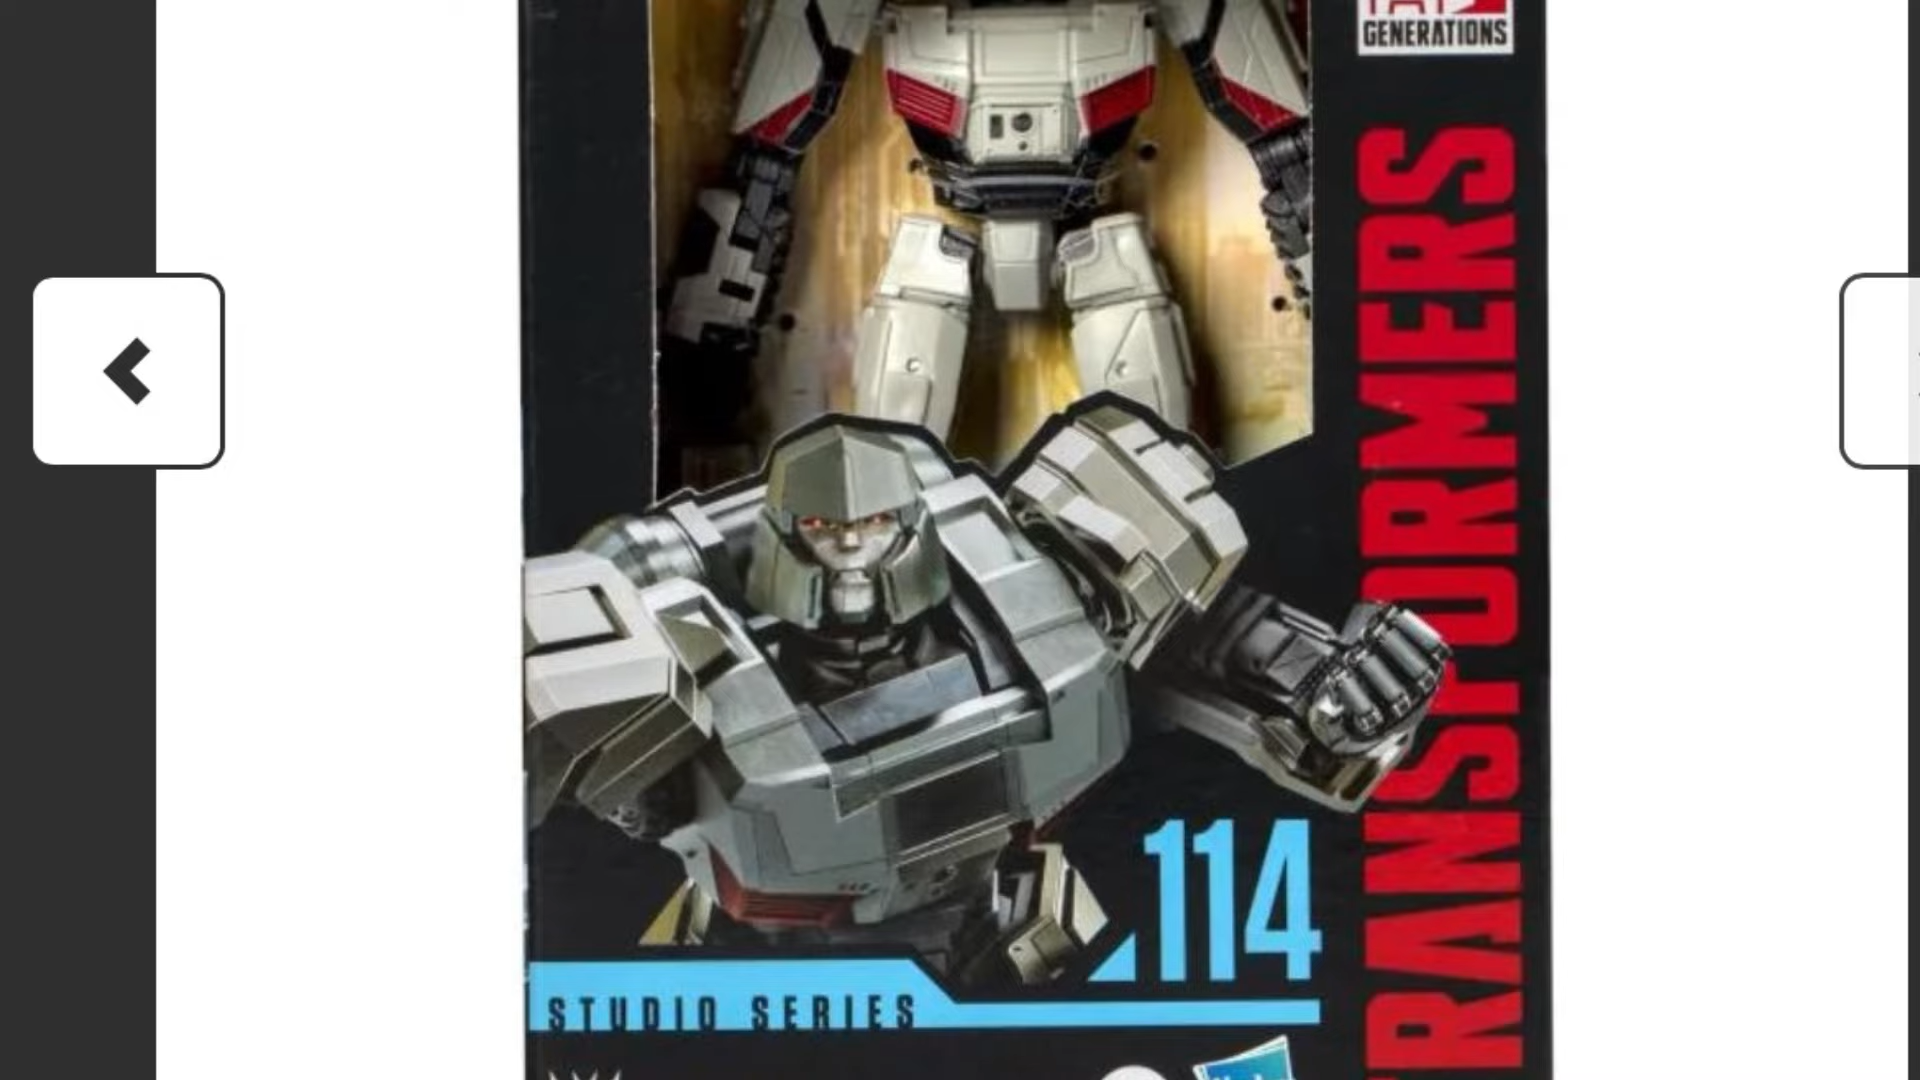 GENERATIONS
TRANSFORMERS
114
STUDIO SERIES